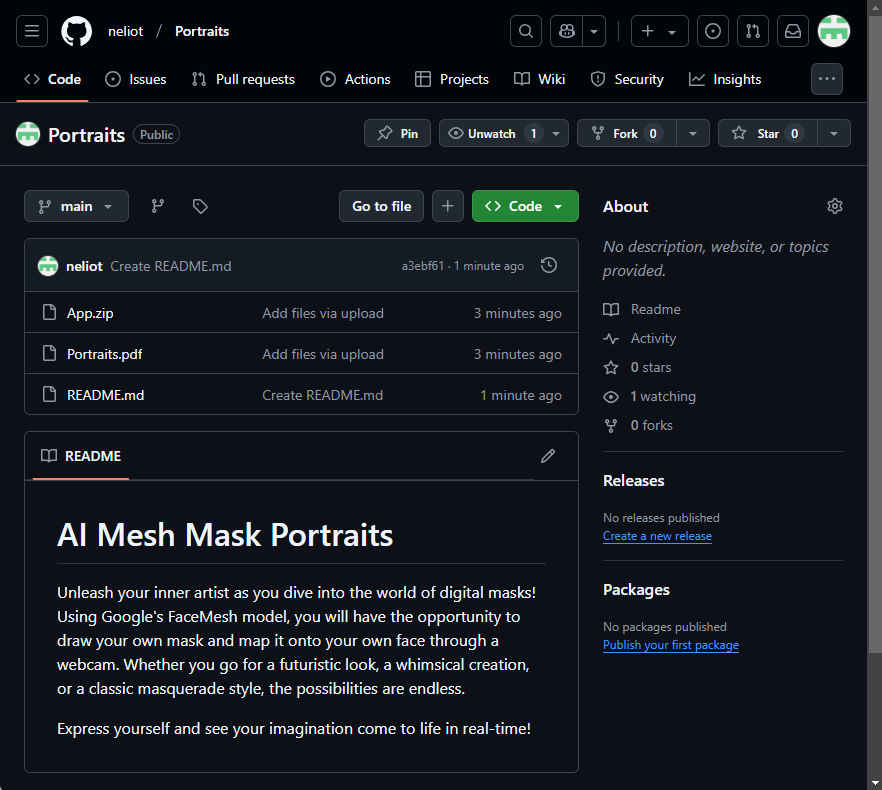 neliot / Portraits
Code Issues Pull requests Actions Projects Wiki Security Insights
Portraits Public Pin Unwatch 1 Fork 0 Star 0
main Go to file Code
neliot Create README.md a3ebf61 · 1 minute ago
App.zip Add files via upload 3 minutes ago
Portraits.pdf Add files via upload 3 minutes ago
README.md Create README.md 1 minute ago
README
AI Mesh Mask Portraits
Unleash your inner artist as you dive into the world of digital masks!
Using Google's FaceMesh model, you will have the opportunity to
draw your own mask and map it onto your own face through a
webcam. Whether you go for a futuristic look, a whimsical creation,
or a classic masquerade style, the possibilities are endless.
Express yourself and see your imagination come to life in real-time!
About
No description, website, or topics
provided.
Readme
Activity
0 stars
1 watching
0 forks
Releases
No releases published
Create a new release
Packages
No packages published
Publish your first package